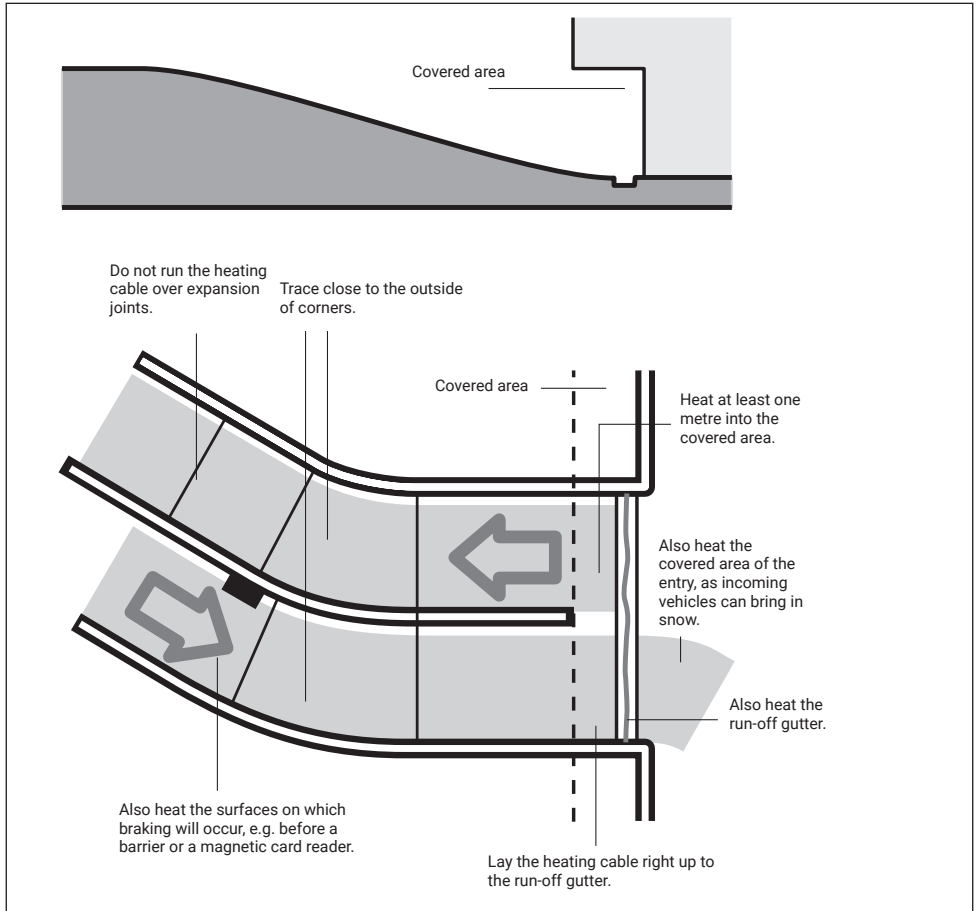 Covered area
Do not run the heating
cable over expansion
joints.
Trace close to the outside
of corners.
Covered area
Heat at least one
metre into the
covered area.
Also heat the
covered area of the
entry, as incoming
vehicles can bring in
snow.
Also heat the
run-off gutter.
Also heat the surfaces on which
braking will occur, e.g. before a
barrier or a magnetic card reader.
Lay the heating cable right up to
the run-off gutter.